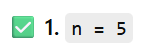 ✅ 1. n = 5